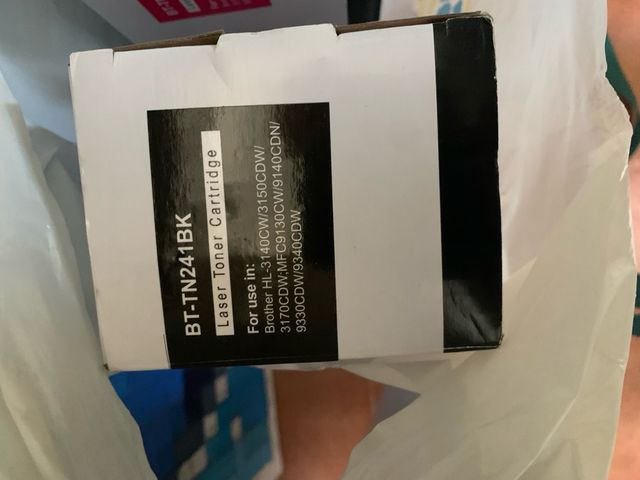 BT-TN241BK
Laser Toner Cartridge
For use in:
Brother HL-3140CW/3150CDW/
3170CDW;MFC9130CW/9140CDN/
9330CDW/9340CDW